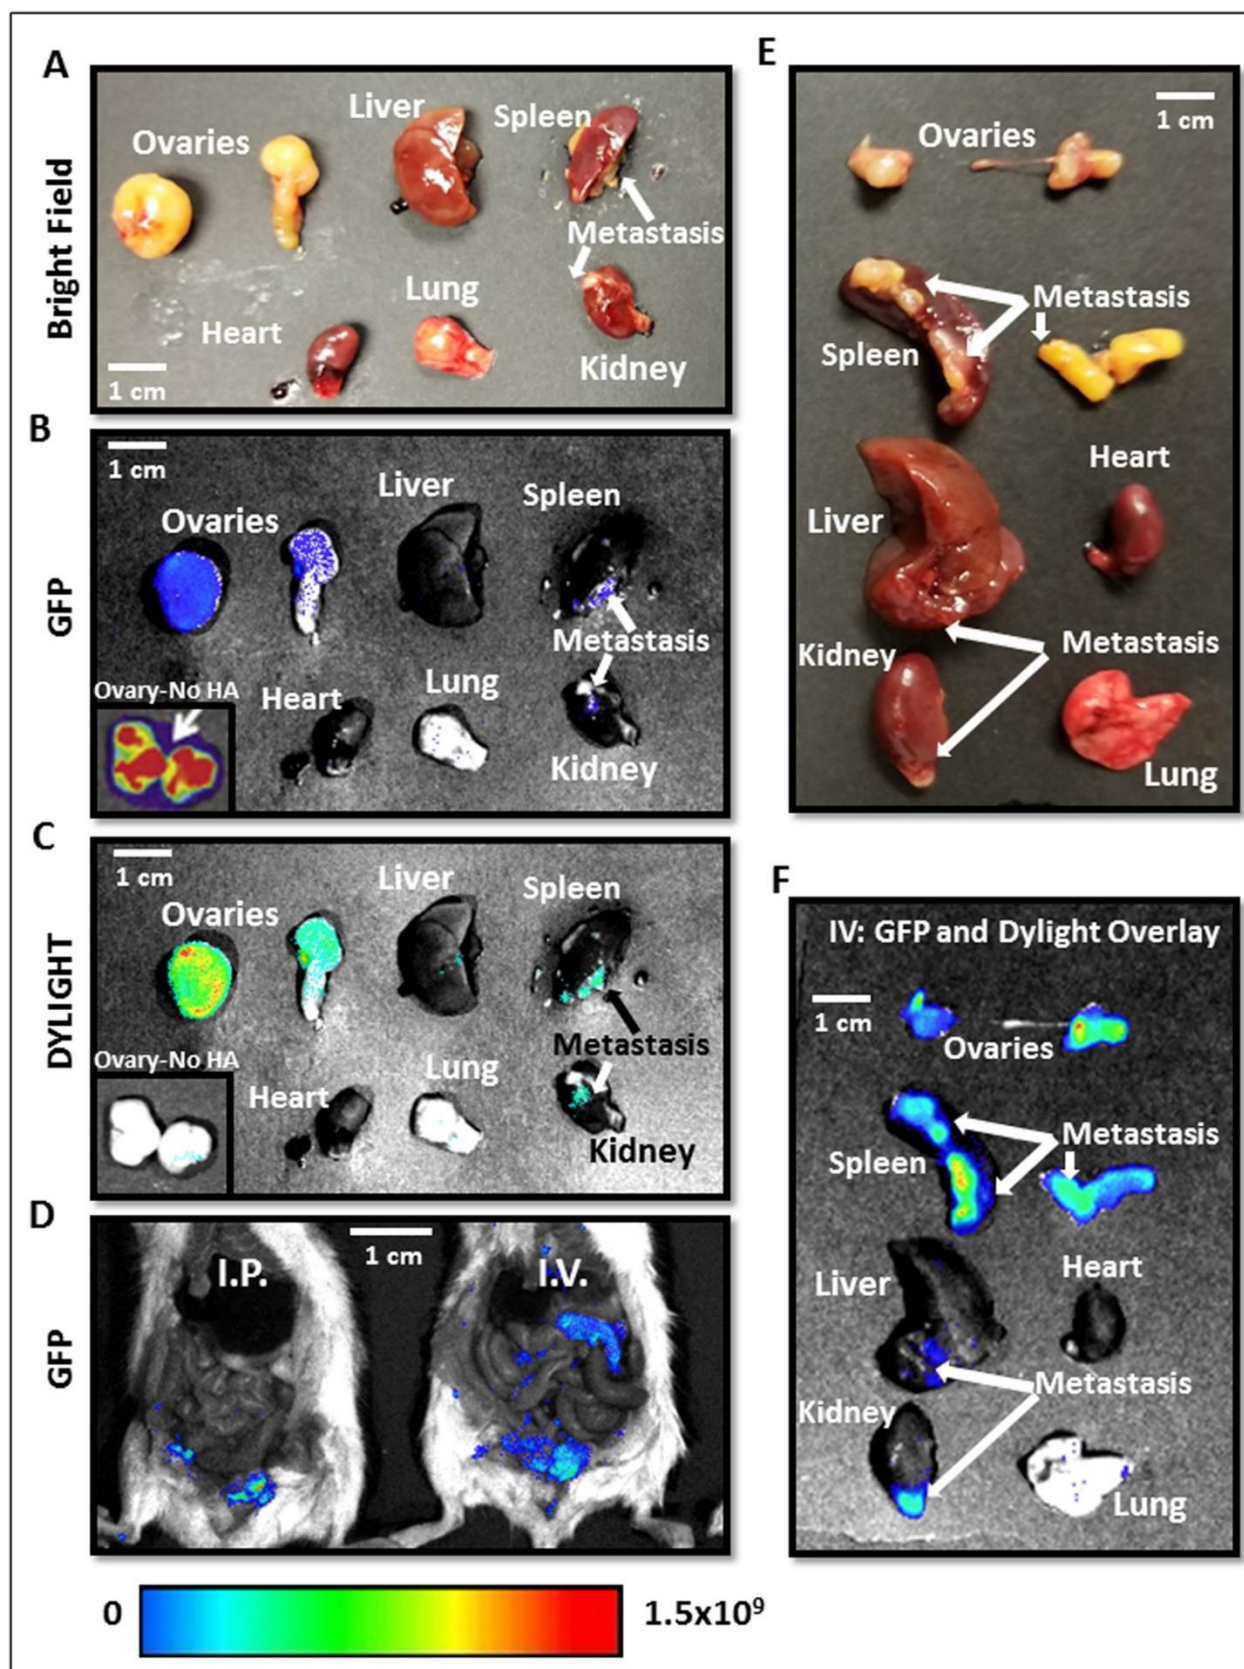 A
Bright Field
Ovaries
Liver
Spleen
Metastasis
Heart
Lung
Kidney
1 cm
B
GFP
1 cm
Ovaries
Liver
Spleen
Metastasis
Ovary-No HA
Heart
Lung
Kidney
C
DYLIGHT
1 cm
Ovaries
Liver
Spleen
Metastasis
Ovary-No HA
Heart
Lung
Kidney
D
GFP
I.P.
1 cm
I.V.
0
1.5x10⁹
E
1 cm
Ovaries
Metastasis
Spleen
Heart
Liver
Metastasis
Kidney
Lung
F
IV: GFP and Dylight Overlay
1 cm
Ovaries
Metastasis
Spleen
Heart
Liver
Metastasis
Kidney
Lung